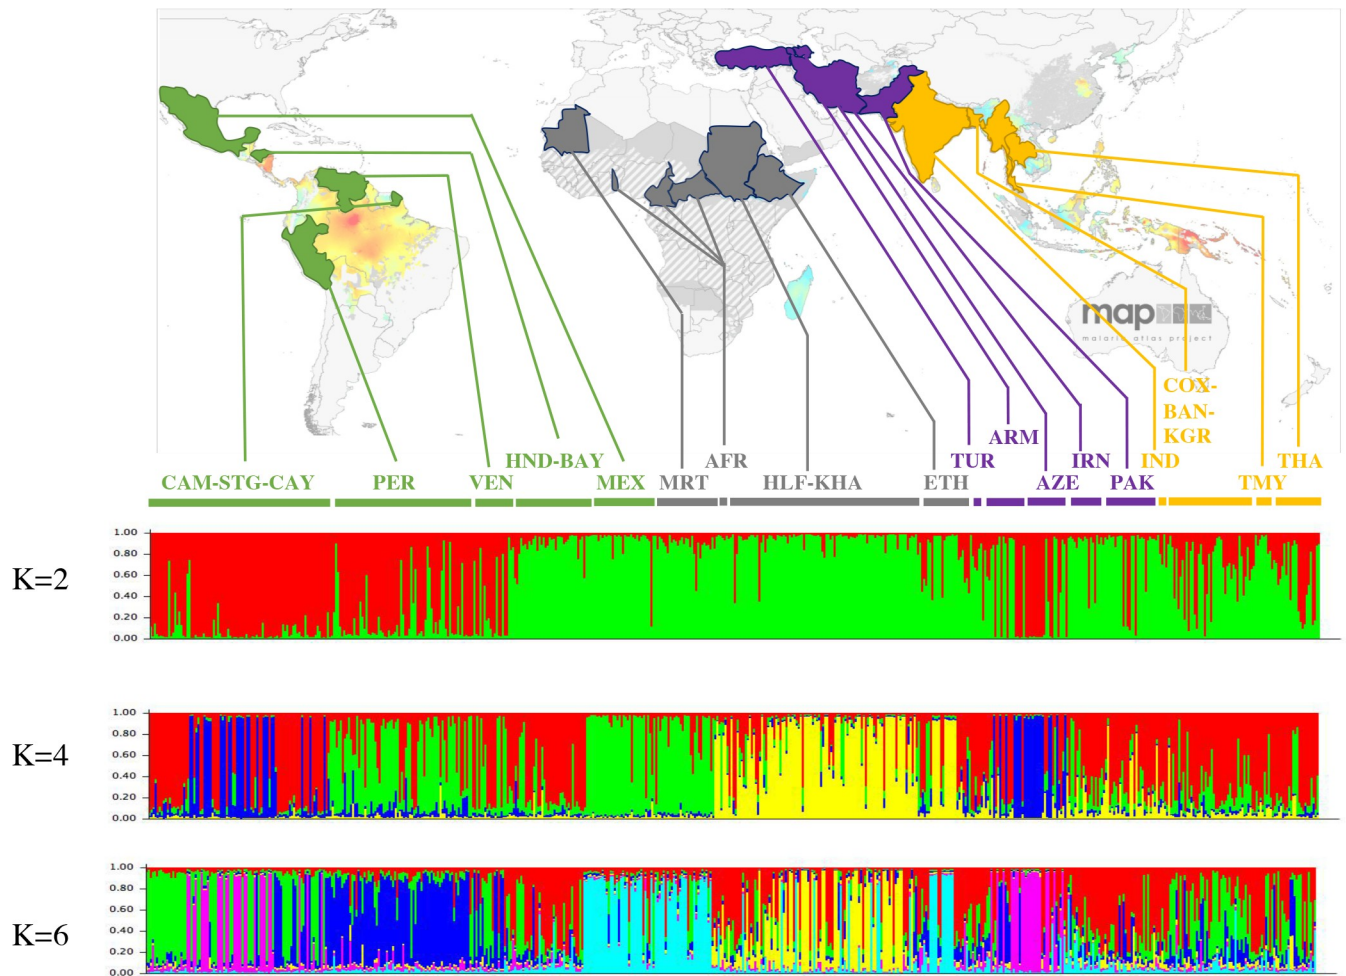 map
malaria atlas project
COX-
BAN-
KGR
ARM
HND-BAY
AFR
TUR
IRN
IND
THA
CAM-STG-CAY
PER
VEN
MEX
MRT
HLF-KHA
ETH
AZE
PAK
TMY
K=2
1.00
0.80
0.60
0.40
0.20
0.00
K=4
1.00
0.80
0.60
0.40
0.20
0.00
K=6
1.00
0.80
0.60
0.40
0.20
0.00